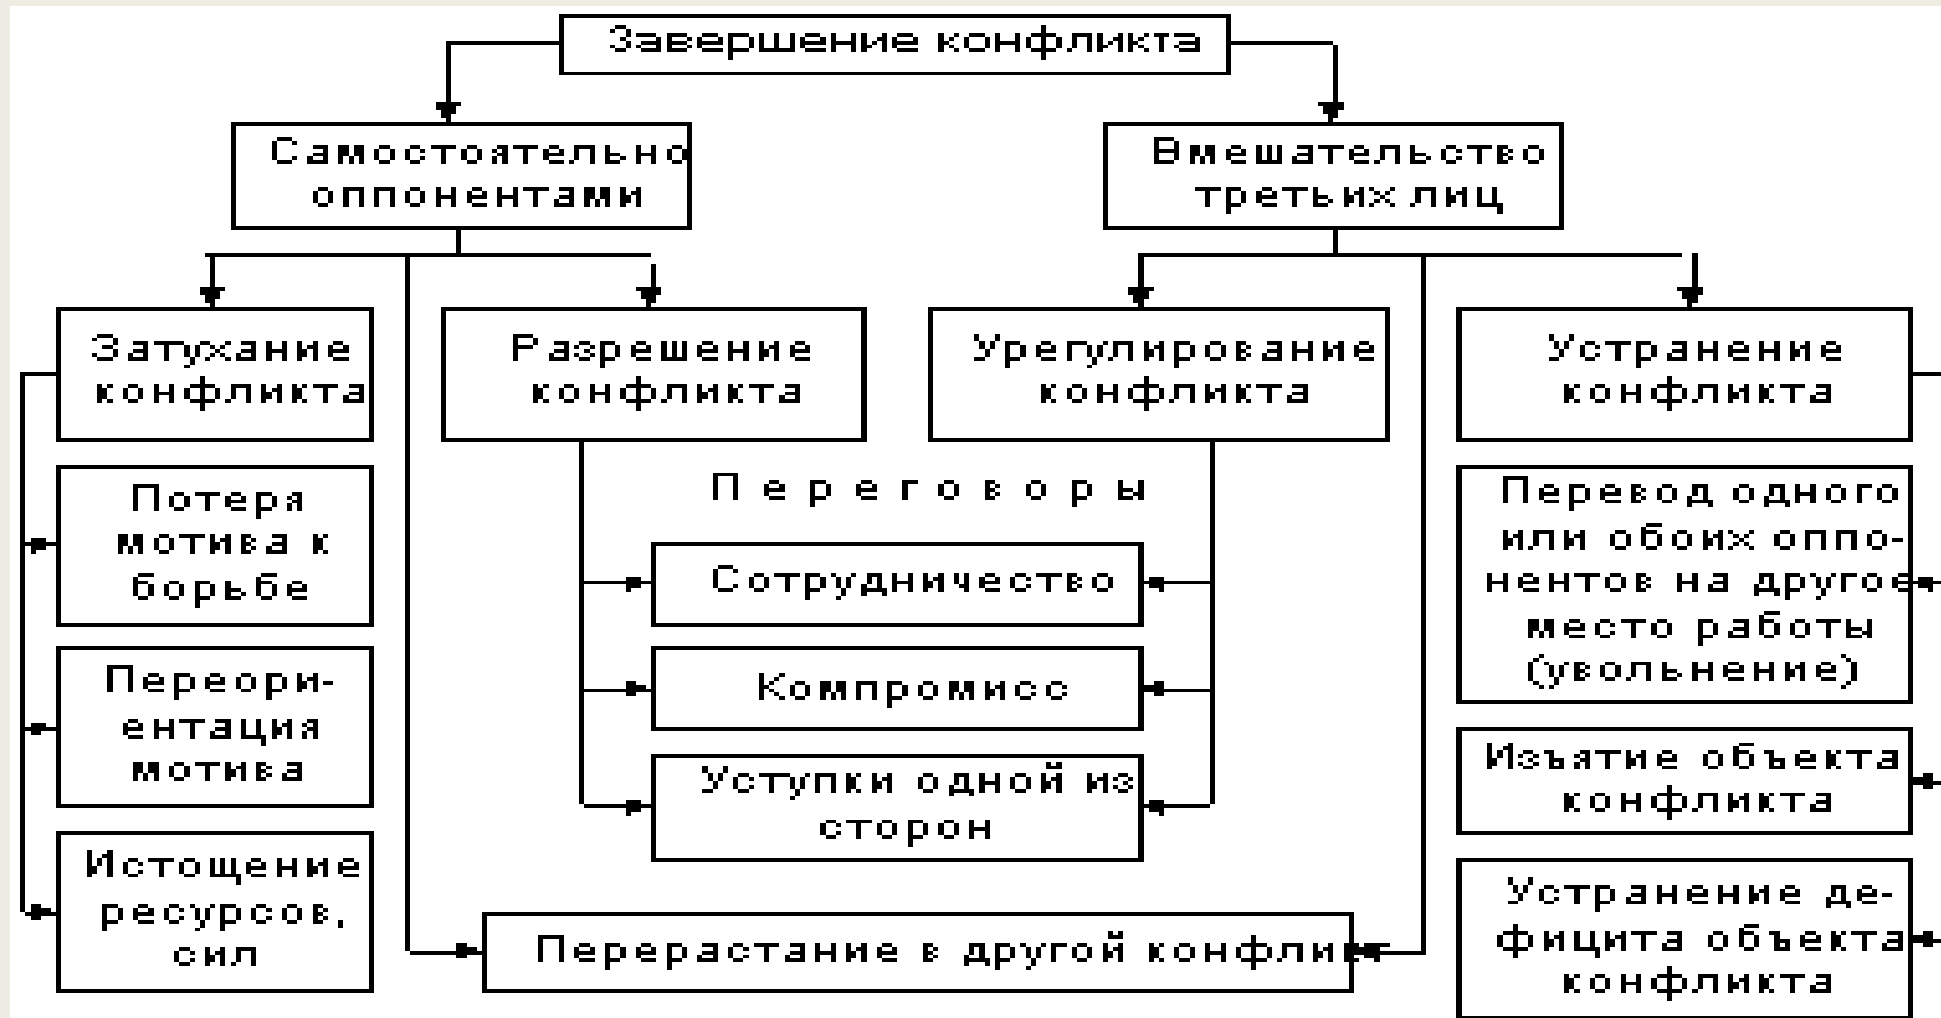 Завершение конфликта
Самостоятельно
оппонентами
Вмешательство
третьих лиц
Затухание
конфликта
Разрешение
конфликта
Урегулирование
конфликта
Устранение
конфликта
Потеря
мотива к
борьбе
Переори-
ентация
мотива
Истощение
ресурсов,
сил
Переговоры
Сотрудничество
Компромисс
Уступки одной из
сторон
Перерастание в другой конфликт
Перевод одного
или обоих оппо-
нентов на другое
место работы
(увольнение)
Изъятие объекта
конфликта
Устранение де-
фицита объекта
конфликта